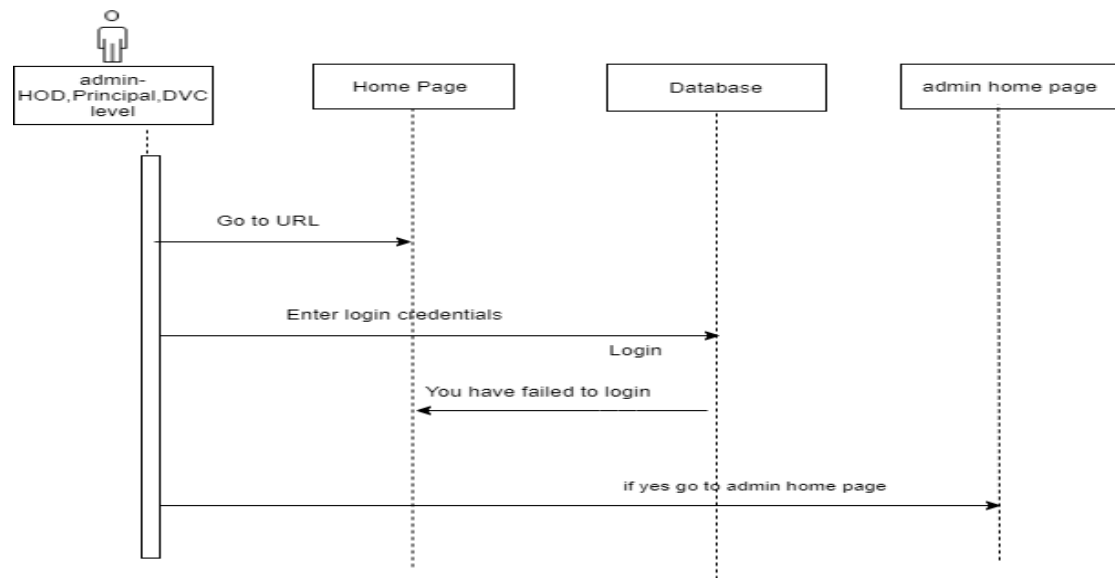 admin-
HOD,Principal,DVC
level
Home Page
Database
admin home page
Go to URL
Enter login credentials
Login
You have failed to login
if yes go to admin home page